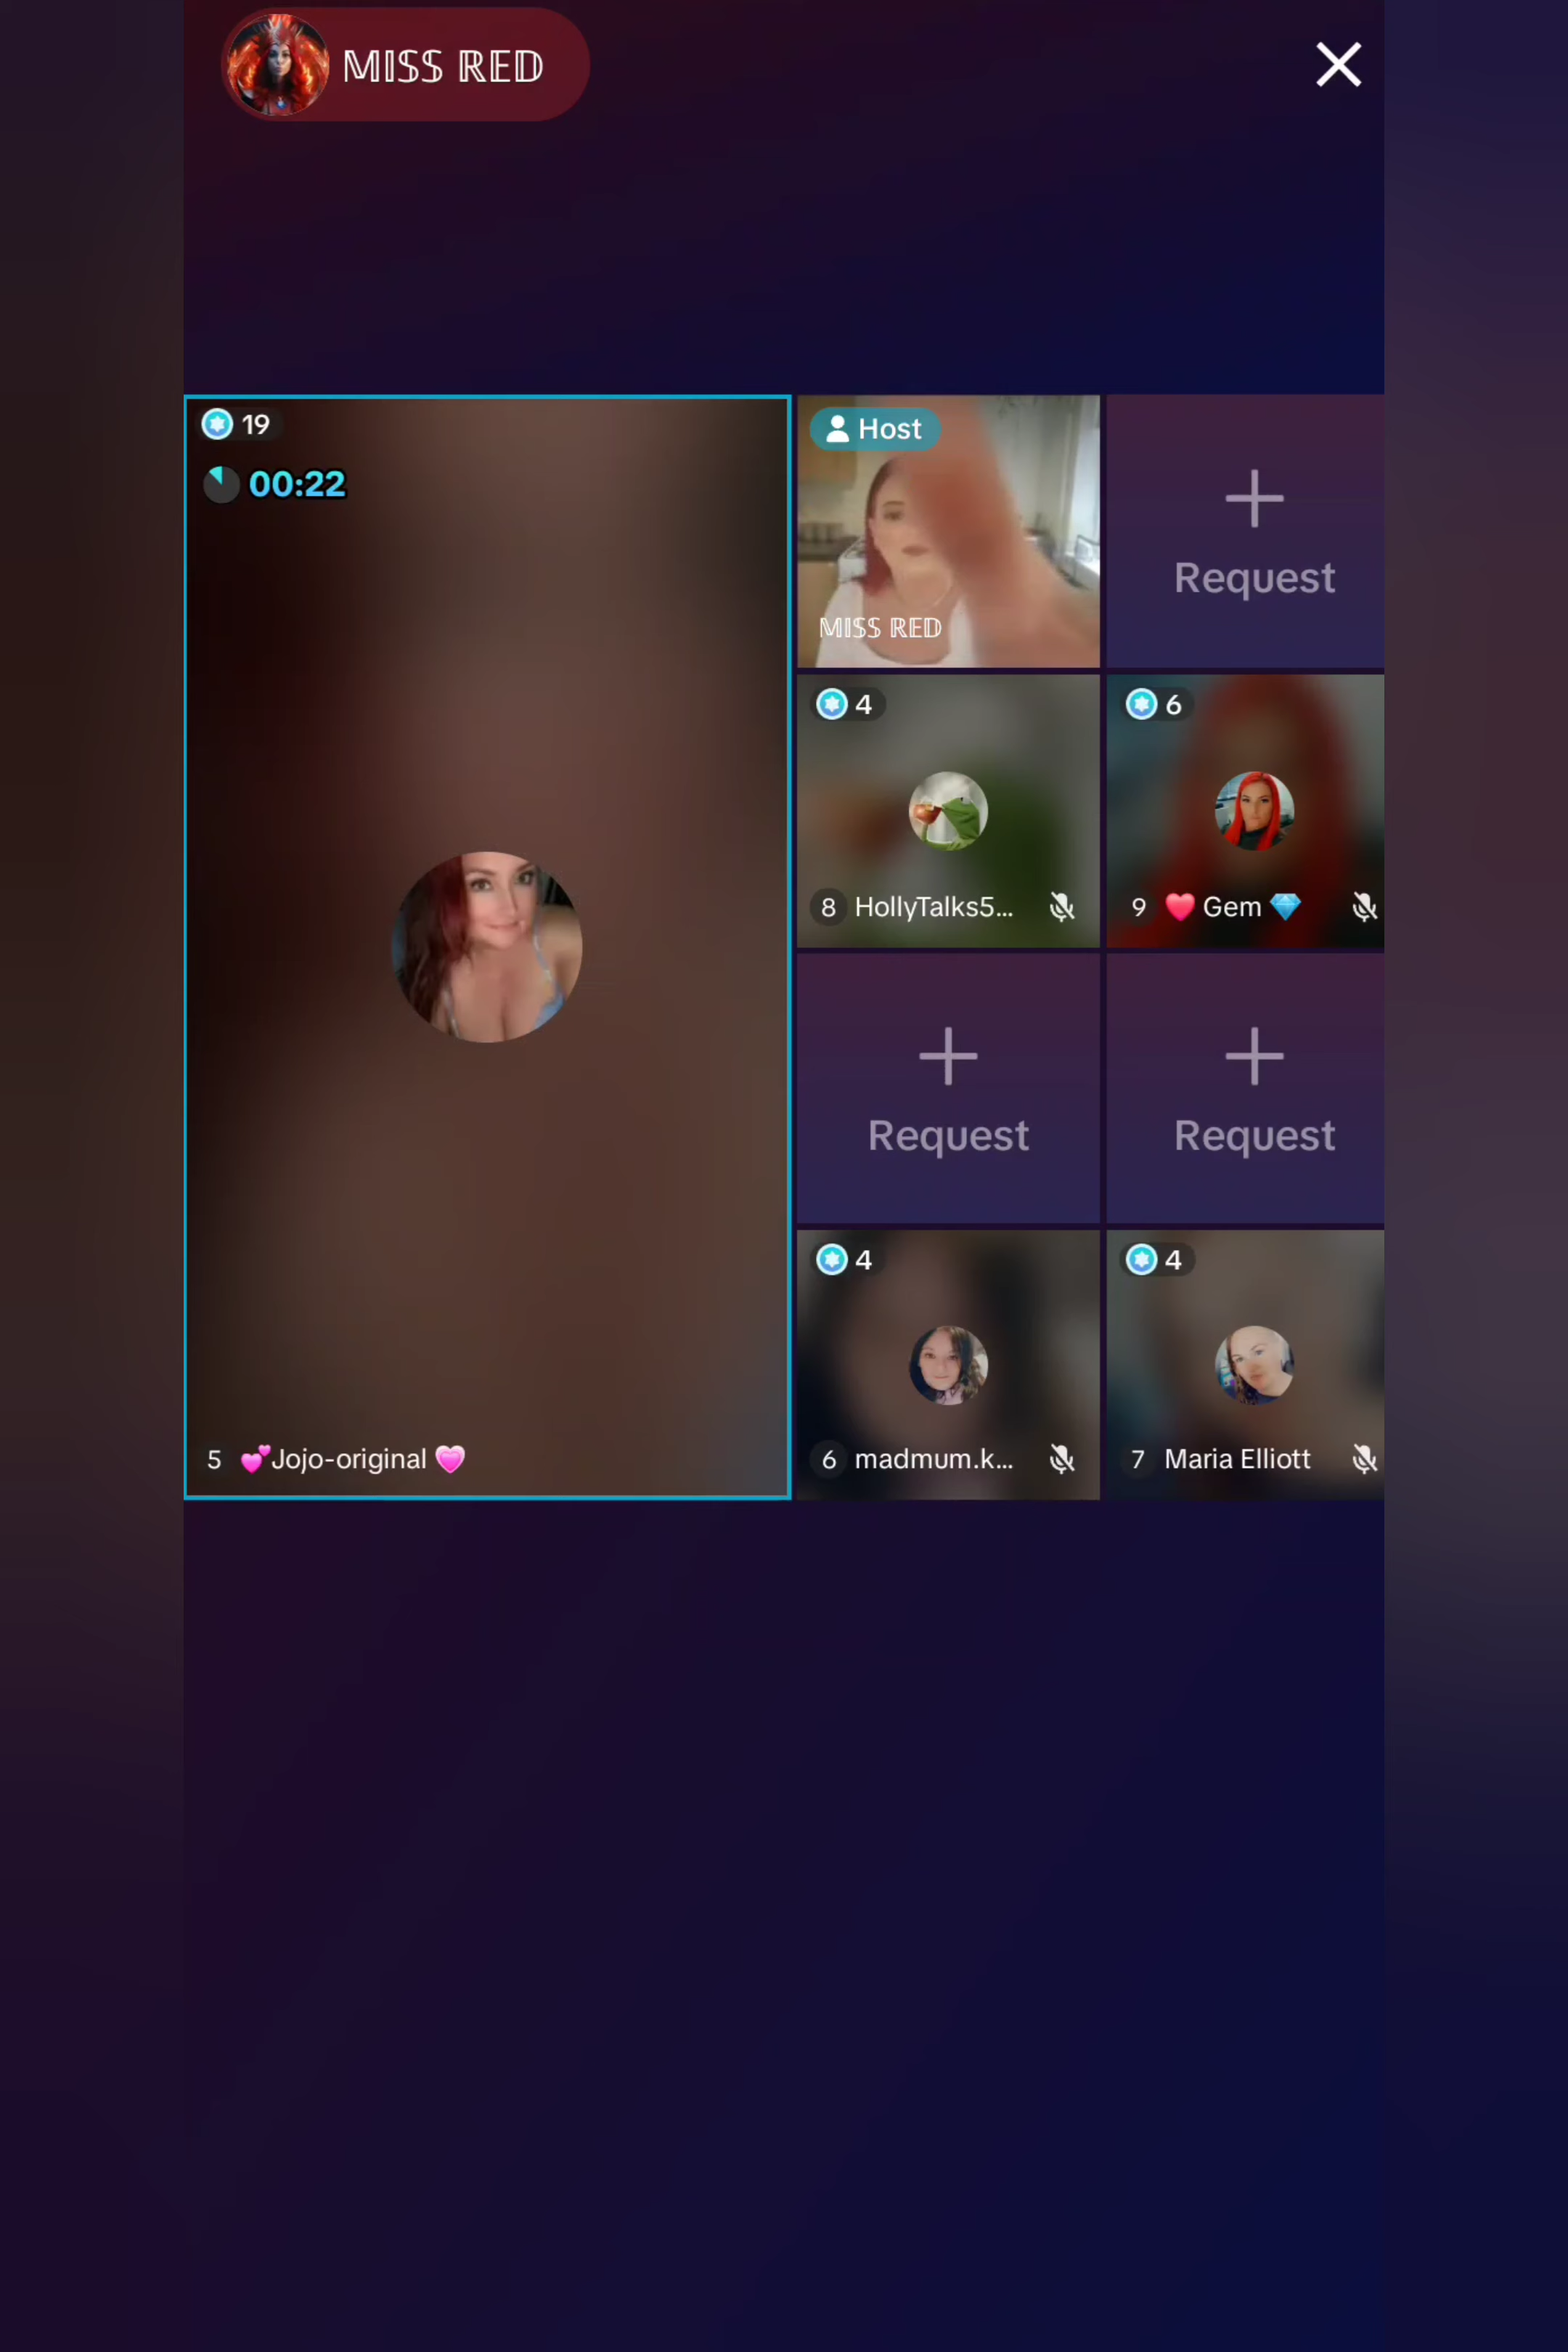 𝕄𝕀𝕊𝕊 ℝ𝔼𝔻
19
00:22
Host
𝕄𝕀𝕊𝕊 ℝ𝔼𝔻
Request
4
8 HollyTalks5...
6
9 ❤️ Gem 💎
Request
Request
4
6 madmum.k...
4
7 Maria Elliott
5 💕Jojo-original 💗